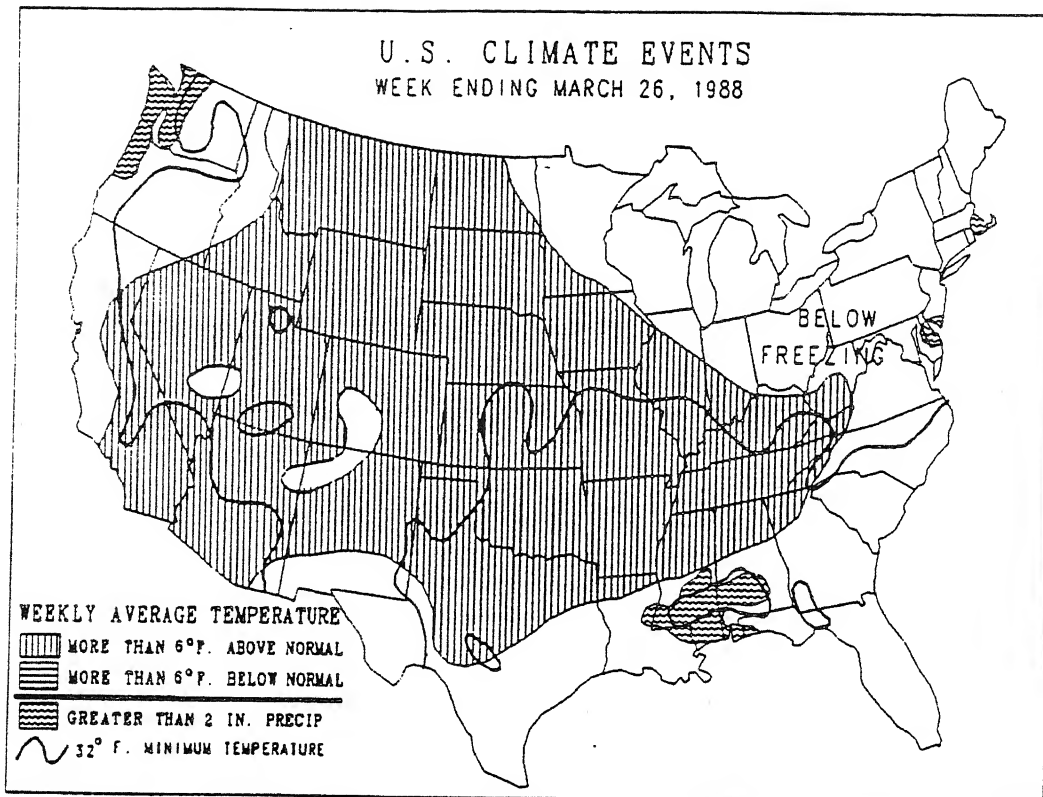 U.S. CLIMATE EVENTS
WEEK ENDING MARCH 26, 1988
BELOW
FREEZING
WEEKLY AVERAGE TEMPERATURE
MORE THAN 6°F. ABOVE NORMAL
MORE THAN 6°F. BELOW NORMAL
GREATER THAN 2 IN. PRECIP
32° F. MINIMUM TEMPERATURE